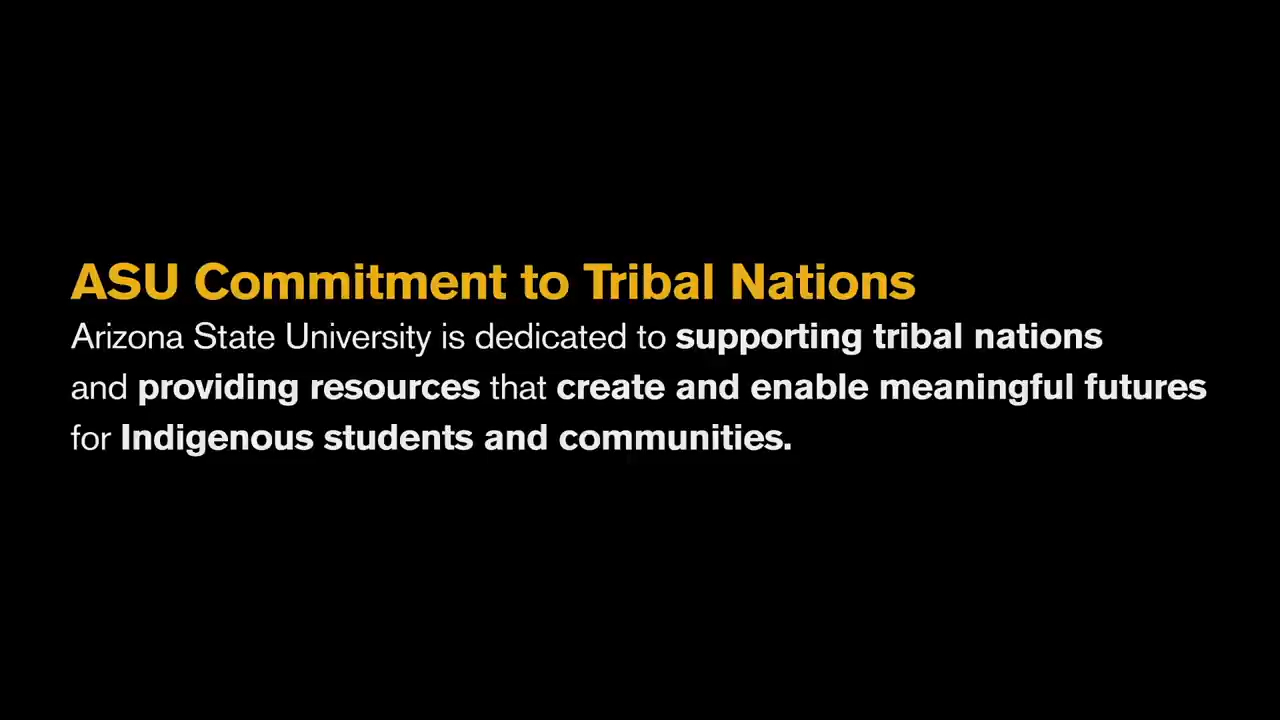 ASU Commitment to Tribal Nations
Arizona State University is dedicated to supporting tribal nations
and providing resources that create and enable meaningful futures
for Indigenous students and communities.